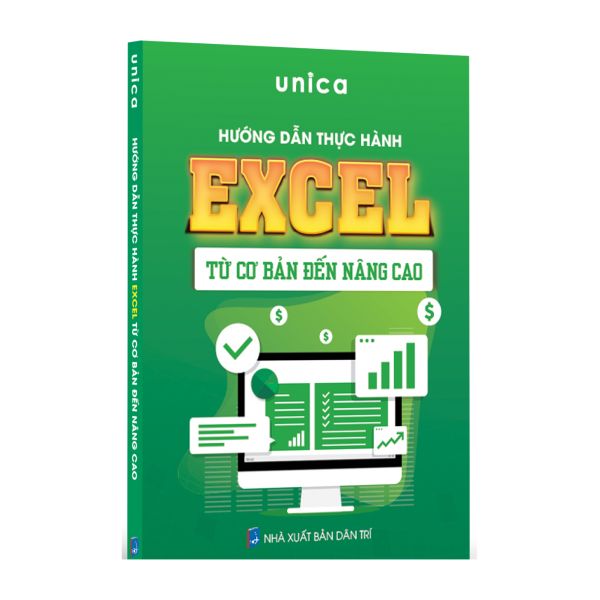 unica
HƯỚNG DẪN THỰC HÀNH
EXCEL
TỪ CƠ BẢN ĐẾN NÂNG CAO
$
$
$
NHÀ XUẤT BẢN DÂN TRÍ
unica
HƯỚNG DẪN THỰC HÀNH EXCEL TỪ CƠ BẢN ĐẾN NÂNG CAO